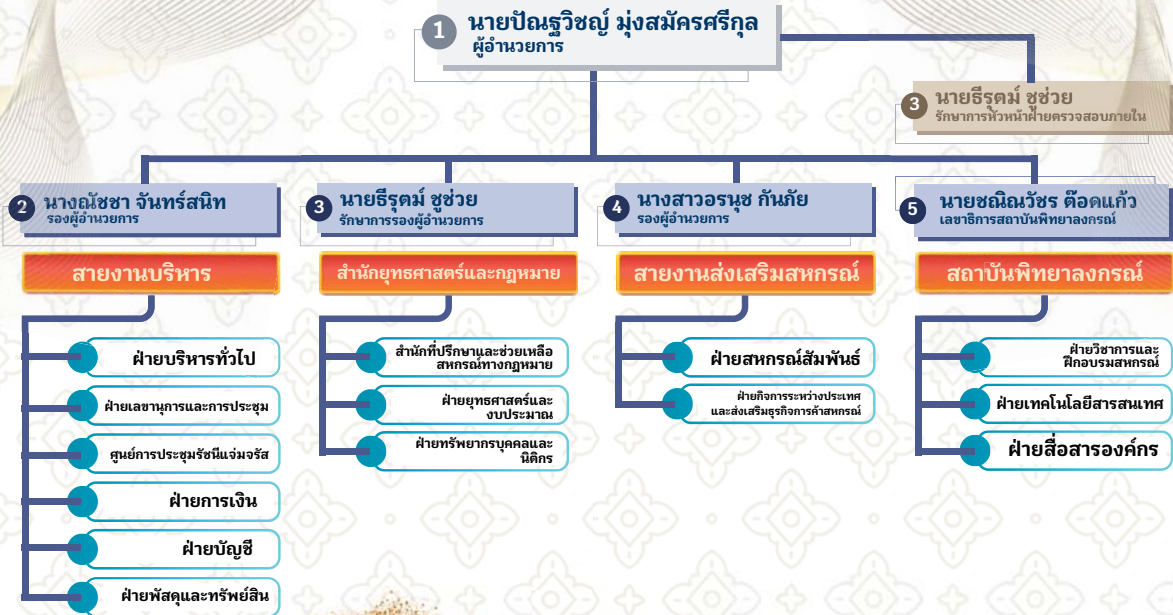 1
นายปัณฐวิชญ์ มุ่งสมัครศรีกุล
ผู้อำนวยการ
3
นายธีรุตม์ ชูช่วย
รักษาการหัวหน้าฝ่ายตรวจสอบภายใน
2
นางณัชชา จันทร์สนิท
รองผู้อำนวยการ
สายงานบริหาร
ฝ่ายบริหารทั่วไป
ฝ่ายเลขานุการและการประชุม
ศูนย์การประชุมรัชนีแจ่มจรัส
ฝ่ายการเงิน
ฝ่ายบัญชี
ฝ่ายพัสดุและทรัพย์สิน
3
นายธีรุตม์ ชูช่วย
รักษาการรองผู้อำนวยการ
สำนักยุทธศาสตร์และกฎหมาย
สำนักที่ปรึกษาและช่วยเหลือ
สหกรณ์ทางกฎหมาย
ฝ่ายยุทธศาสตร์และ
งบประมาณ
ฝ่ายทรัพยากรบุคคลและ
นิติกร
4
นางสาวอรนุช กันภัย
รองผู้อำนวยการ
สายงานส่งเสริมสหกรณ์
ฝ่ายสหกรณ์สัมพันธ์
ฝ่ายกิจการระหว่างประเทศ
และส่งเสริมธุรกิจการค้าสหกรณ์
5
นายชณิณวัชร ต๊อดแก้ว
เลขาธิการสถาบันพิทยาลงกรณ์
สถาบันพิทยาลงกรณ์
ฝ่ายวิชาการและ
ฝึกอบรมสหกรณ์
ฝ่ายเทคโนโลยีสารสนเทศ
ฝ่ายสื่อสารองค์กร